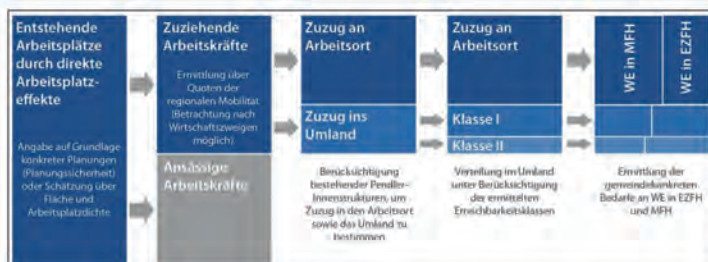 Entstehende
Arbeitsplätze
durch direkte
Arbeitsplatz-
effekte
Angabe auf Grundlage
konkreter Planungen
(Planungssicherheit)
oder Schätzung über
Fläche und
Arbeitsplatzdichte
Zuziehende
Arbeitskräfte
Ermittlung über
Quoten der
regionalen Mobilität
(Betrachtung nach
Wirtschaftszweigen
möglich)
Ansässige
Arbeitskräfte
Zuzug an
Arbeitsort
Zuzug ins
Umland
Berücksichtigung
bestehender Pendler-
Innenstrukturen, um
Zuzug in den Arbeitsort
sowie das Umland zu
bestimmen
Zuzug an
Arbeitsort
Klasse I
Klasse II
Verteilung im Umland
unter Berücksichtigung
der ermittelten
Erreichbarkeitsklassen
WE in MFH
WE in EZFH
Ermittlung der
gemeindekonkreten
Bedarfe an WE in EZFH
und MFH